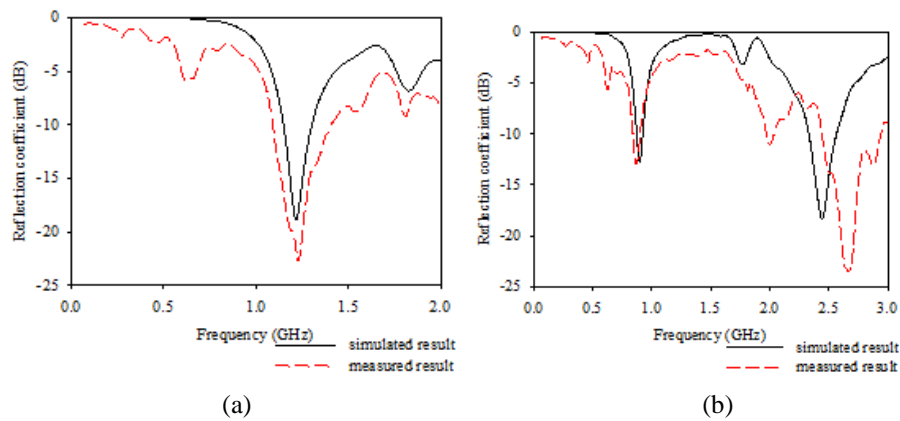 0
-5
-10
-15
-20
-25
Reflection coefficient (dB)
0.0 0.5 1.0 1.5 2.0
Frequency (GHz)
simulated result
measured result
(a)
0
-5
-10
-15
-20
-25
Reflection coefficient (dB)
0.0 0.5 1.0 1.5 2.0 2.5 3.0
Frequency (GHz)
simulated result
measured result
(b)